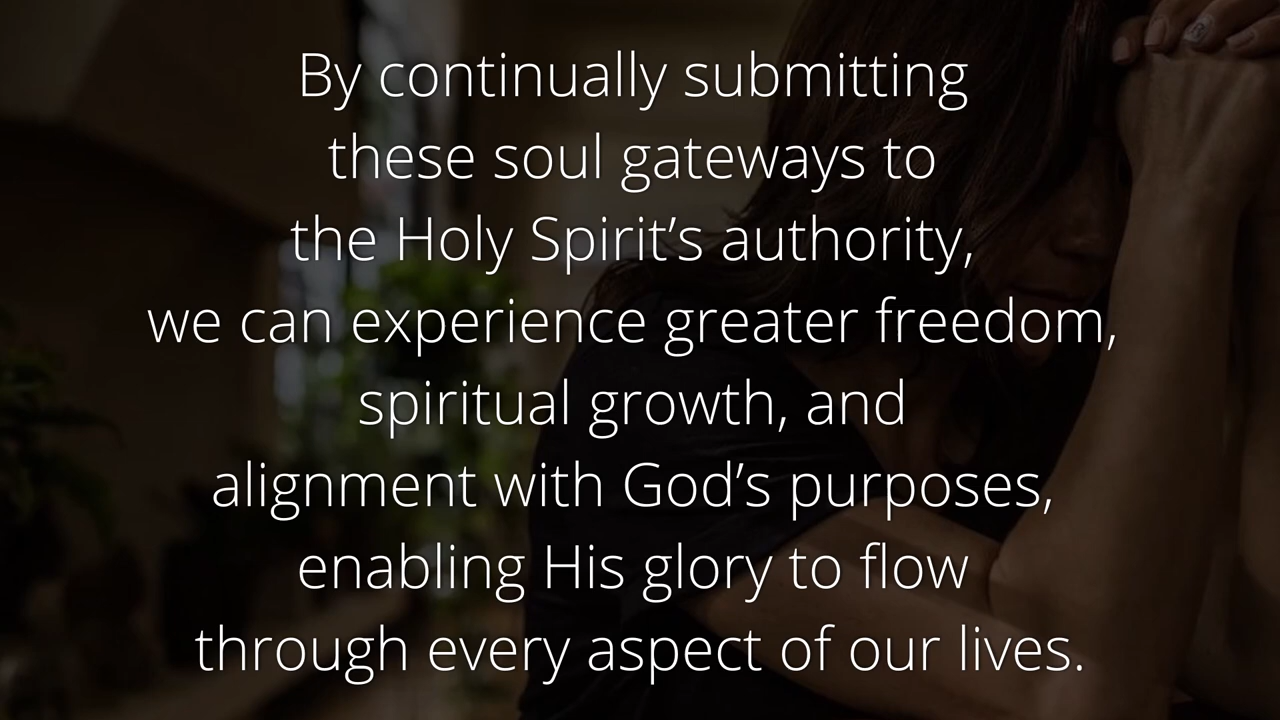 By continually submitting
these soul gateways to
the Holy Spirit’s authority,
we can experience greater freedom,
spiritual growth, and
alignment with God’s purposes,
enabling His glory to flow
through every aspect of our lives.